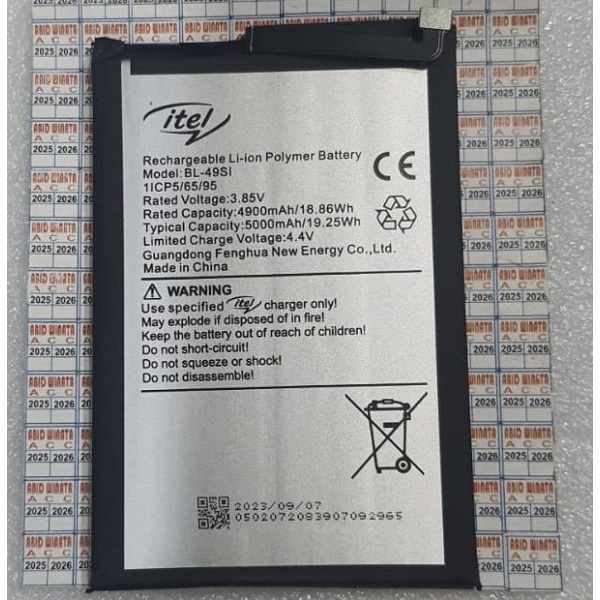 itel
Rechargeable Li-ion Polymer Battery
Model: BL-49SI
1ICP5/65/95
Rated Voltage:3.85V
Rated Capacity:4900mAh/18.86Wh
Typical Capacity:5000mAh/19.25Wh
Limited Charge Voltage:4.4V
Guangdong Fenghua New Energy Co.,Ltd.
Made in China
CE
WARNING
Use specified itel charger only!
May explode if disposed of in fire!
Keep the battery out of reach of children!
Do not short-circuit!
Do not squeeze or shock!
Do not disassemble!
2023/09/07
0502072083907092965
ABID WINATA
A C C
2025 2026